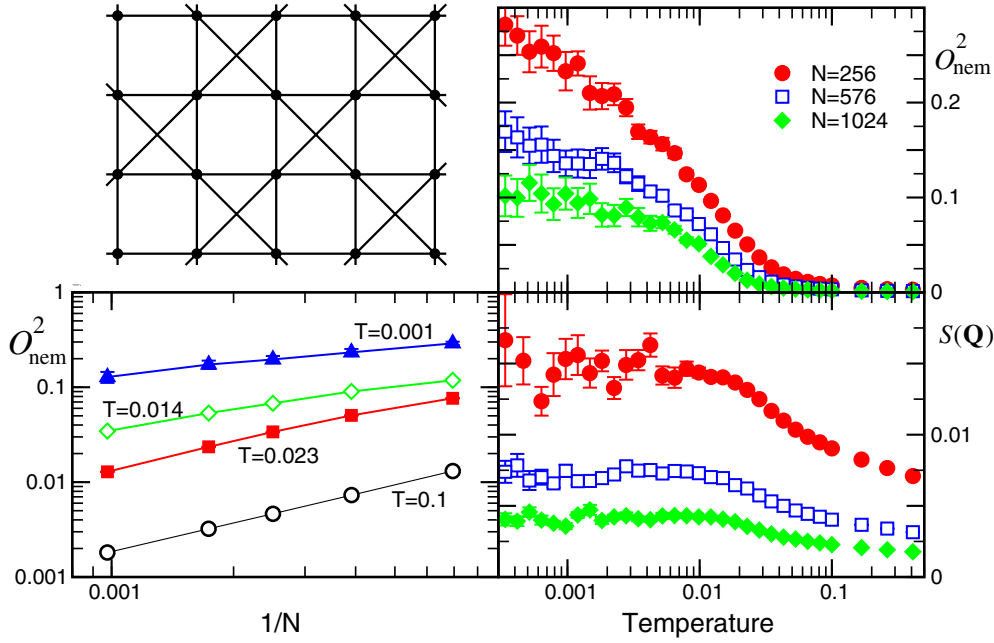 O²nem
N=256
N=576
N=1024
0.2
0.1
0
1
O²nem
0.1
0.01
0.001
T=0.001
T=0.014
T=0.023
T=0.1
S(Q)
0.01
0
0.001
0.001
0.01
0.1
1/N
Temperature